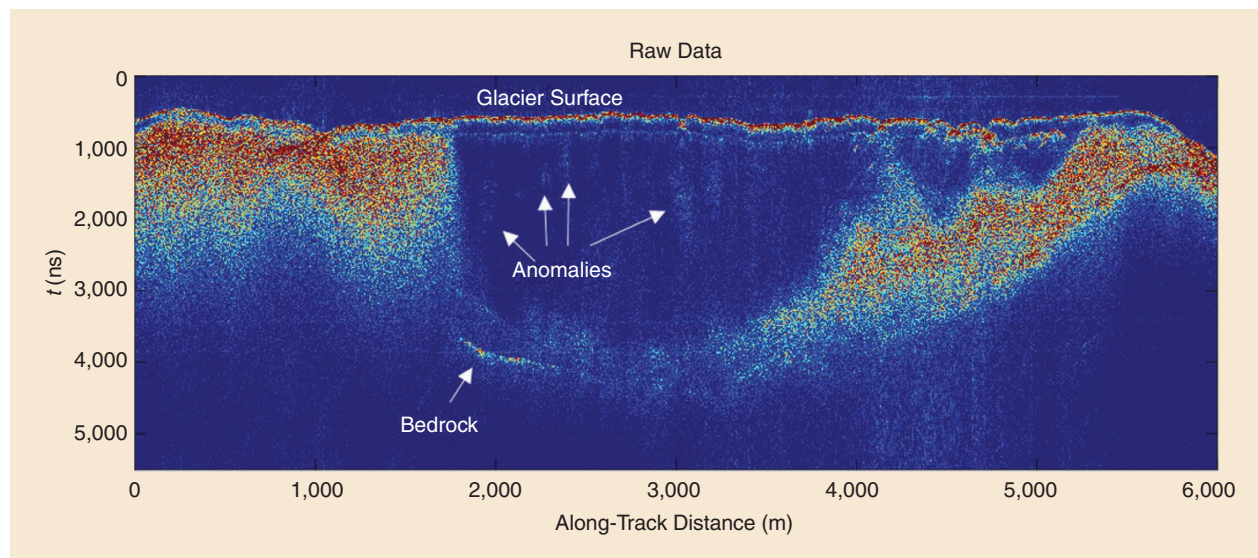 Raw Data
0
1,000
2,000
3,000
4,000
5,000
t (ns)
Glacier Surface
Anomalies
Bedrock
0
1,000
2,000
3,000
4,000
5,000
6,000
Along-Track Distance (m)